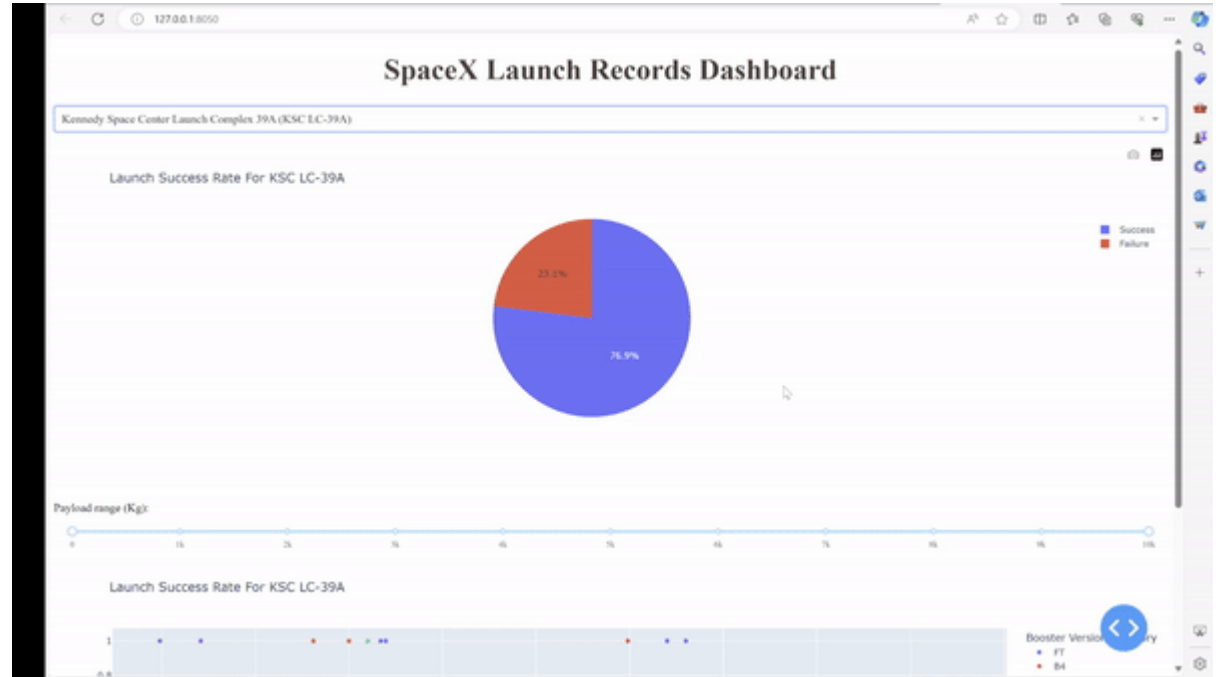 127.0.0.1:8050
SpaceX Launch Records Dashboard
Kennedy Space Center Launch Complex 39A (KSC LC-39A)
Launch Success Rate For KSC LC-39A
Success
Failure
23.1%
76.9%
Payload range (Kg):
0 1k 2k 3k 4k 5k 6k 7k 8k 9k 10k
Launch Success Rate For KSC LC-39A
1
0.8
Booster Version ry
FT
B4